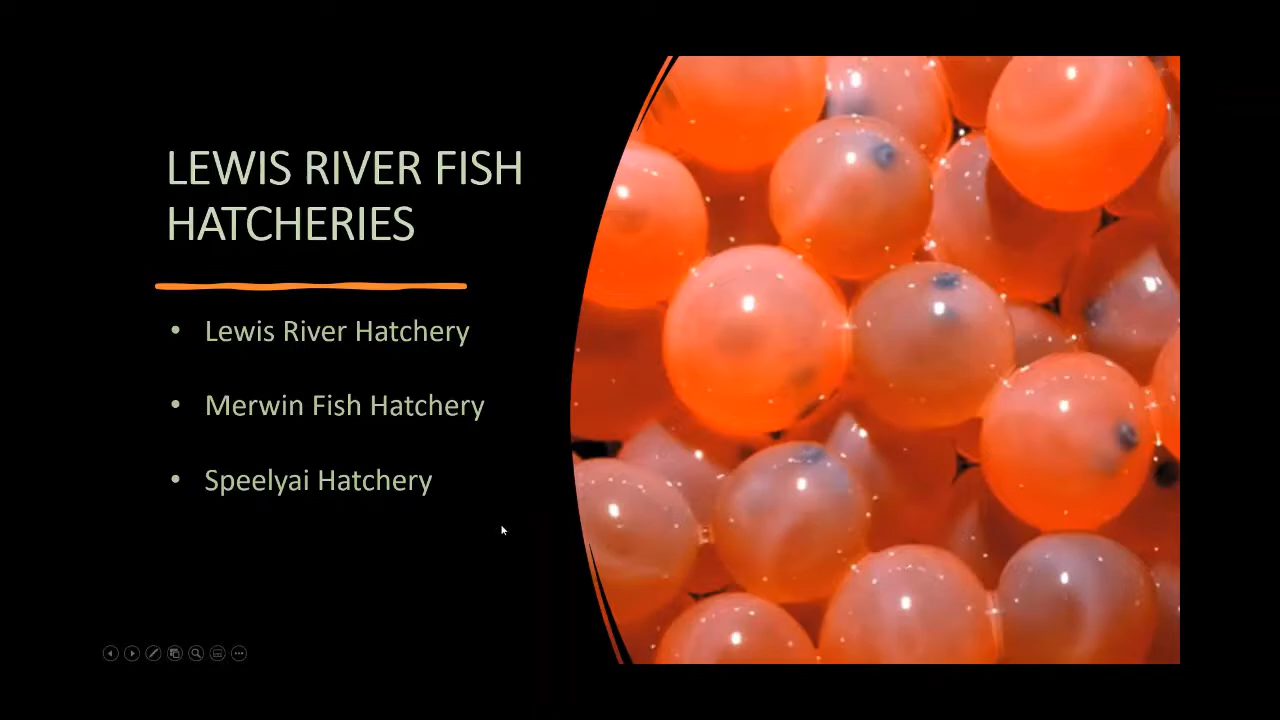 LEWIS RIVER FISH
HATCHERIES
• Lewis River Hatchery
• Merwin Fish Hatchery
• Speelyai Hatchery